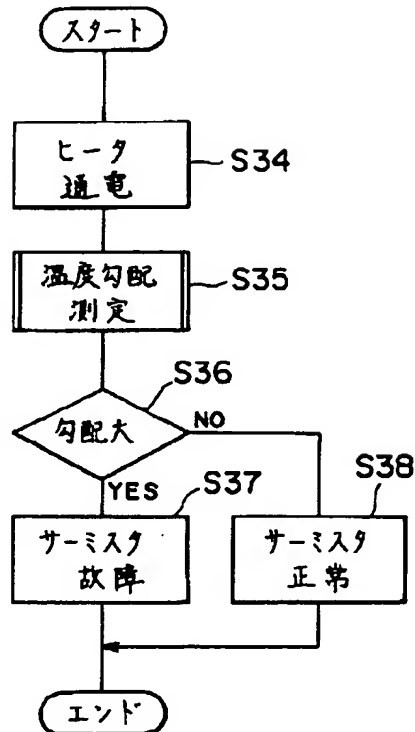 スタート
ヒータ
通電
S34
温度勾配
測定
S35
S36
勾配大
NO
YES
S37
サーミスタ
故障
S38
サーミスタ
正常
エンド